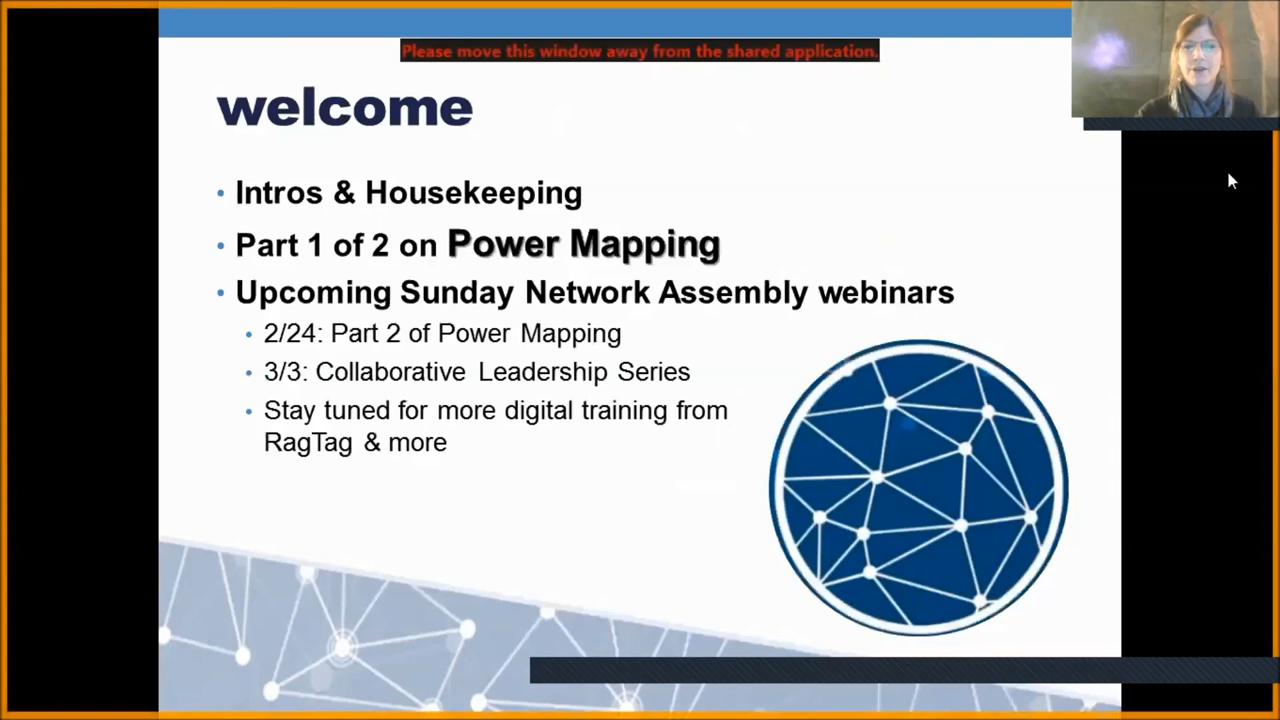 Please move this window away from the shared application.
welcome
• Intros & Housekeeping
• Part 1 of 2 on Power Mapping
• Upcoming Sunday Network Assembly webinars
• 2/24: Part 2 of Power Mapping
• 3/3: Collaborative Leadership Series
• Stay tuned for more digital training from
RagTag & more